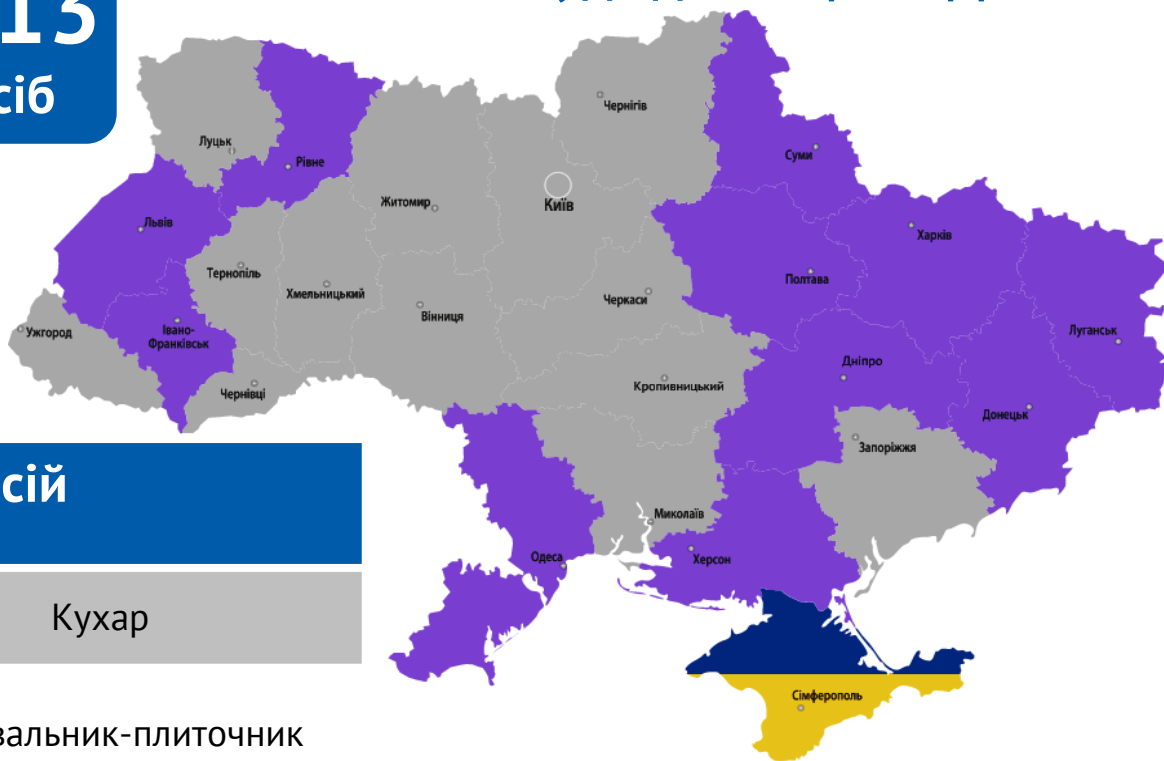 13
сіб
Чернігів
Луцьк
Рівне
Суми
Житомир
Київ
Львів
Харків
Тернопіль
Полтава
Хмельницький
Черкаси
Вінниця
Ужгород
Івано-
Франківськ
Луганськ
Дніпро
Чернівці
Кропивницький
Донецьк
Запоріжжя
сій
Миколаїв
Одеса
Херсон
Кухар
Сімферополь
вальник-плиточник